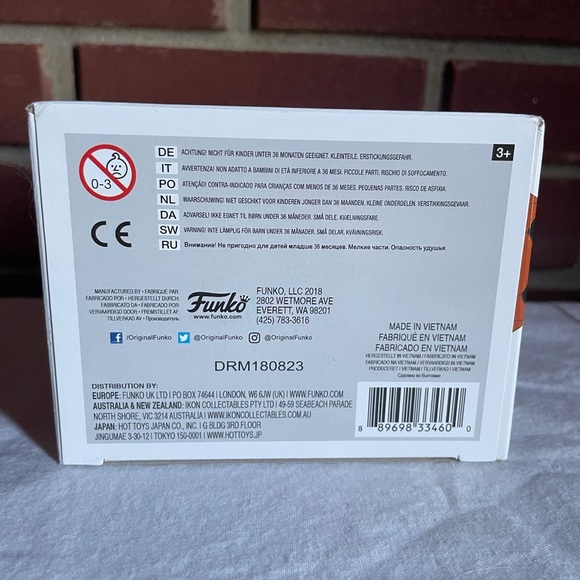 0-3
DE ACHTUNG! NICHT FÜR KINDER UNTER 36 MONATEN GEEIGNET. KLEINTEILE. ERSTICKUNGSGEFAHR.
3+
IT AVVERTENZA! NON ADATTO A BAMBINI DI ETÀ INFERIORE A 36 MESI. PICCOLE PARTI. RISCHIO DI SOFFOCAMENTO.
PO ATENÇÃO! CONTRA-INDICADO PARA CRIANÇAS COM MENOS DE 36 MESES. PEQUENAS PARTES. RISCO DE ASFIXIA.
NL WAARSCHUWING! NIET GESCHIKT VOOR KINDEREN JONGER DAN 36 MAANDEN. KLEINE ONDERDELEN. VERSTIKKINGSGEVAAR.
DA ADVARSEL! IKKE EGNET TIL BØRN UNDER 36 MÅNEDER. SMÅ DELE. KVÆLNINGSFARE.
SW VARNING! INTE LÄMPLIG FÖR BARN UNDER 36 MÅNADER. SMÅ DELAR, KVÄVNINGSRISK.
RU Внимание! Не пригодно для детей младше 36 месяцев. Мелкие части. Опасность удушья.
CE
MANUFACTURED BY • FABRIQUÉ PAR
FABRICADO POR • HERGESTELLT DURCH
FABBRICATO DA • FABRICADO POR
VERVAARDIGD DOOR • FREMSTILLET AF
TILLVERKAD AV • Производитель
Funko
www.funko.com
FUNKO, LLC 2018
2802 WETMORE AVE
EVERETT, WA 98201
(425) 783-3616
f /OriginalFunko @OriginalFunko @OriginalFunko
MADE IN VIETNAM
FABRIQUÉ EN VIETNAM
FABRICADO EN VIETNAM
HERGESTELLT IN VIETNAM / FABBRICATO IN VIETNAM
FABRICADO NA VIETNAM / VERVAARDIGD IN VIETNAM
PRODUCERET I VIETNAM / TILLVERKAD I VIETNAM
Сделано во Вьетнаме
DRM180823
DISTRIBUTED BY:
EUROPE: FUNKO UK LTD | PO BOX 74644 | LONDON, W6 6JW (UK) | WWW.FUNKO.COM
AUSTRALIA & NEW ZEALAND: IKON COLLECTABLES PTY LTD | 49-59 SEABEACH PARADE
NORTH SHORE, VIC 3214 AUSTRALIA | WWW.IKONCOLLECTABLES.COM.AU
JAPAN: HOT TOYS JAPAN CO., INC. | G BLDG 3RD FLOOR
JINGUMAE 3-30-12 | TOKYO 150-0001 | WWW.HOTTOYS.JP
8 89698 33460 0